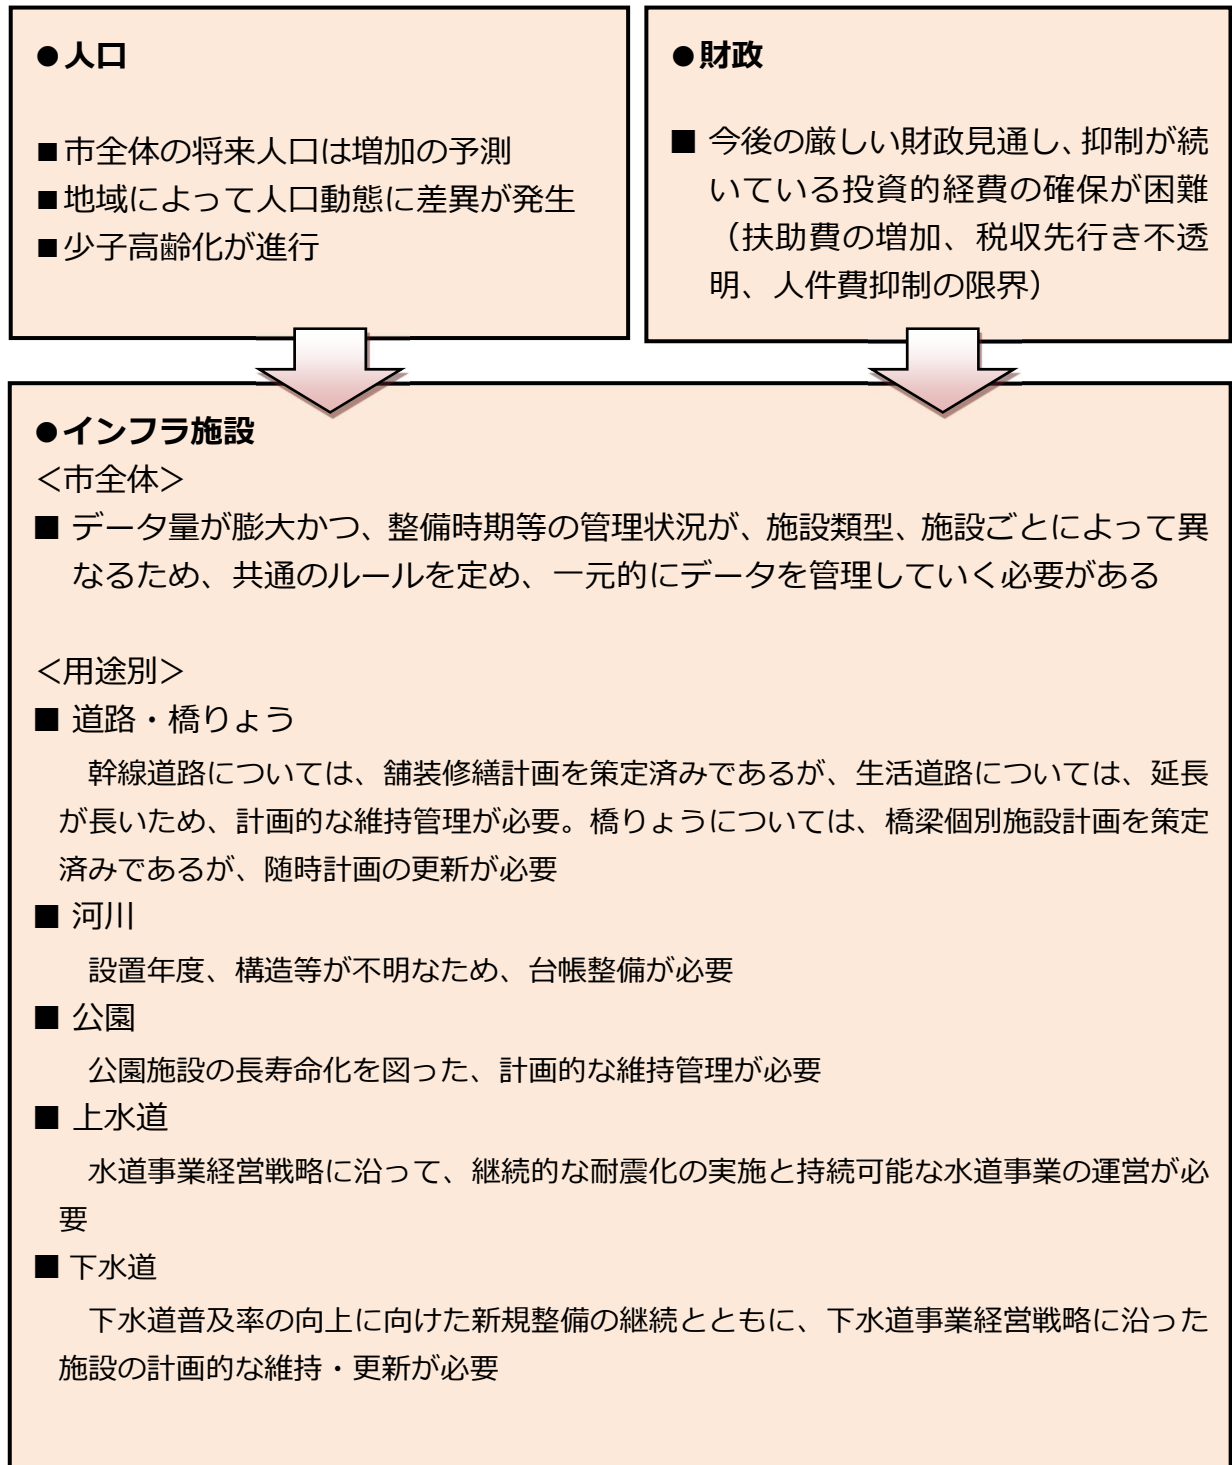 ●人口
■市全体の将来人口は増加の予測
■地域によって人口動態に差異が発生
■少子高齢化が進行
●財政
■ 今後の厳しい財政見通し、抑制が続
いている投資的経費の確保が困難
（扶助費の増加、税収先行き不透
明、人件費抑制の限界）
●インフラ施設
＜市全体＞
■ データ量が膨大かつ、整備時期等の管理状況が、施設類型、施設ごとによって異
なるため、共通のルールを定め、一元的にデータを管理していく必要がある
＜用途別＞
■ 道路・橋りょう
幹線道路については、舗装修繕計画を策定済みであるが、生活道路については、延長
が長いため、計画的な維持管理が必要。橋りょうについては、橋梁個別施設計画を策定
済みであるが、随時計画の更新が必要
■ 河川
設置年度、構造等が不明なため、台帳整備が必要
■ 公園
公園施設の長寿命化を図った、計画的な維持管理が必要
■ 上水道
水道事業経営戦略に沿って、継続的な耐震化の実施と持続可能な水道事業の運営が必
要
■ 下水道
下水道普及率の向上に向けた新規整備の継続とともに、下水道事業経営戦略に沿った
施設の計画的な維持・更新が必要